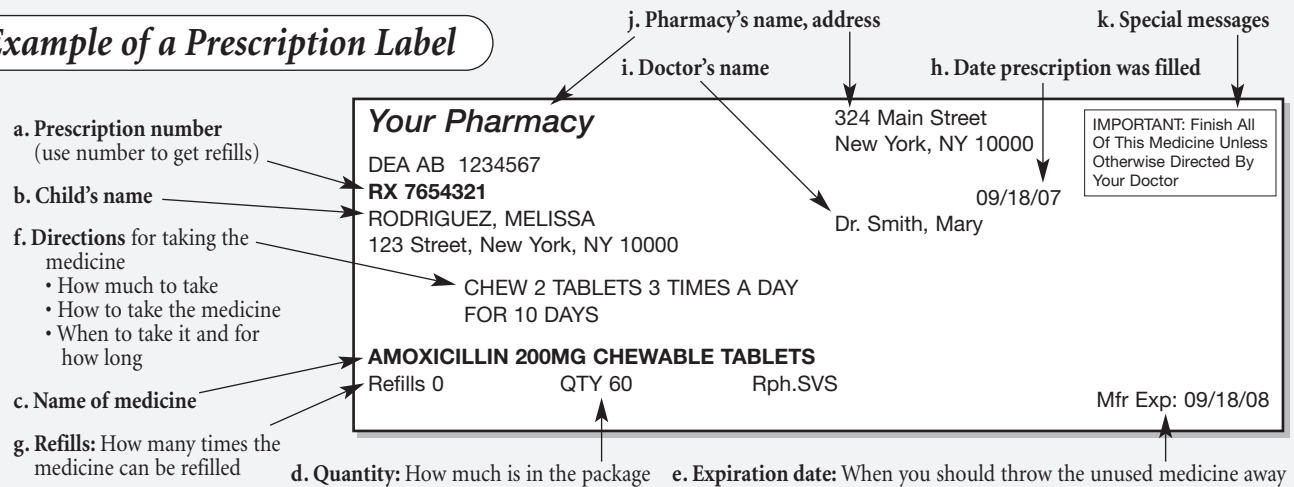 Example of a Prescription Label
j. Pharmacy's name, address
k. Special messages
i. Doctor's name
h. Date prescription was filled
a. Prescription number
(use number to get refills)
b. Child's name
f. Directions for taking the
medicine
• How much to take
• How to take the medicine
• When to take it and for
how long
c. Name of medicine
g. Refills: How many times the
medicine can be refilled
Your Pharmacy
324 Main Street
New York, NY 10000
IMPORTANT: Finish All
Of This Medicine Unless
Otherwise Directed By
Your Doctor
DEA AB 1234567
RX 7654321
09/18/07
RODRIGUEZ, MELISSA
Dr. Smith, Mary
123 Street, New York, NY 10000
CHEW 2 TABLETS 3 TIMES A DAY
FOR 10 DAYS
AMOXICILLIN 200MG CHEWABLE TABLETS
Refills 0 QTY 60 Rph.SVS
Mfr Exp: 09/18/08
d. Quantity: How much is in the package
e. Expiration date: When you should throw the unused medicine away